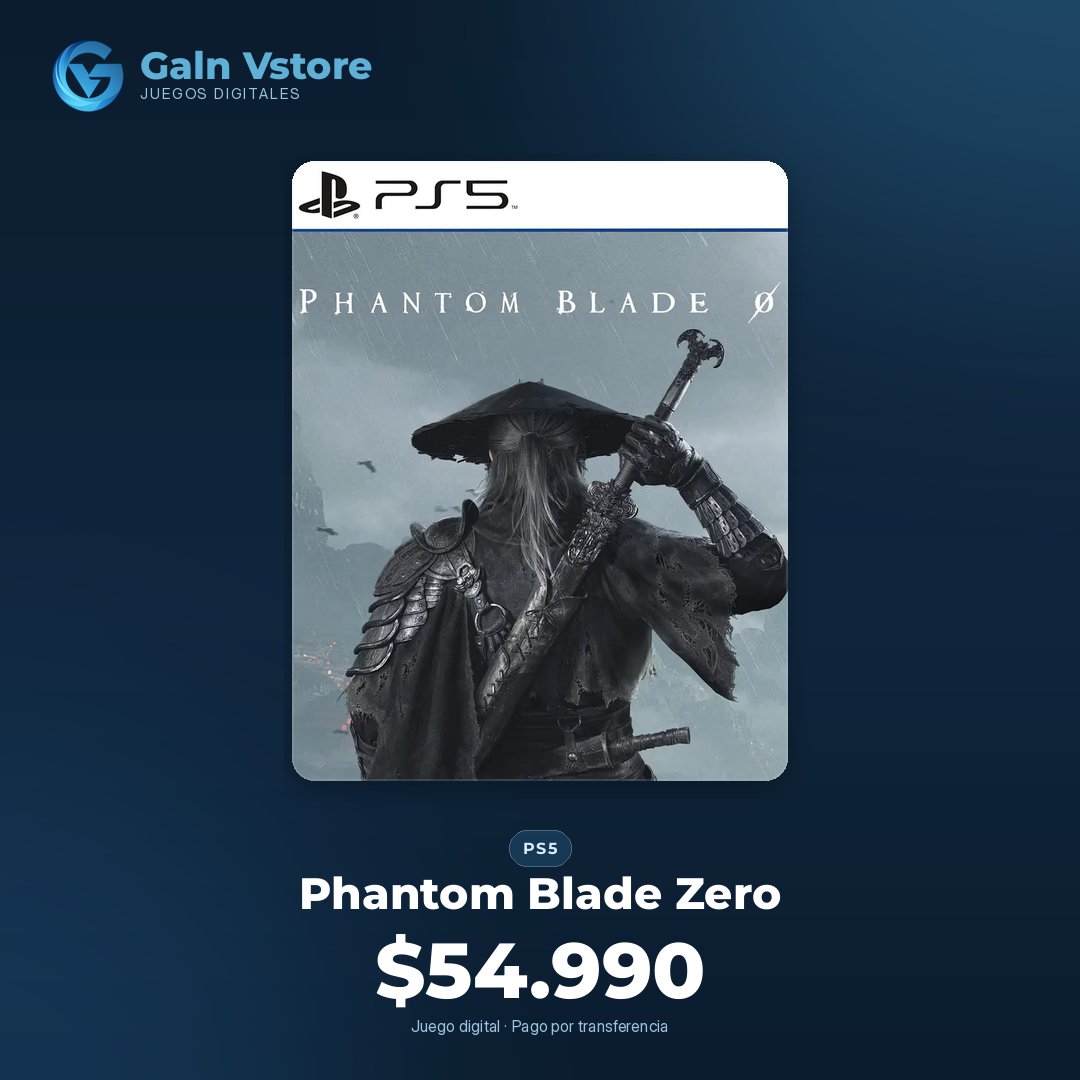 Galn Vstore
JUEGOS DIGITALES
PS5
PHANTOM BLADE 0
PS5
Phantom Blade Zero
$54.990
Juego digital · Pago por transferencia